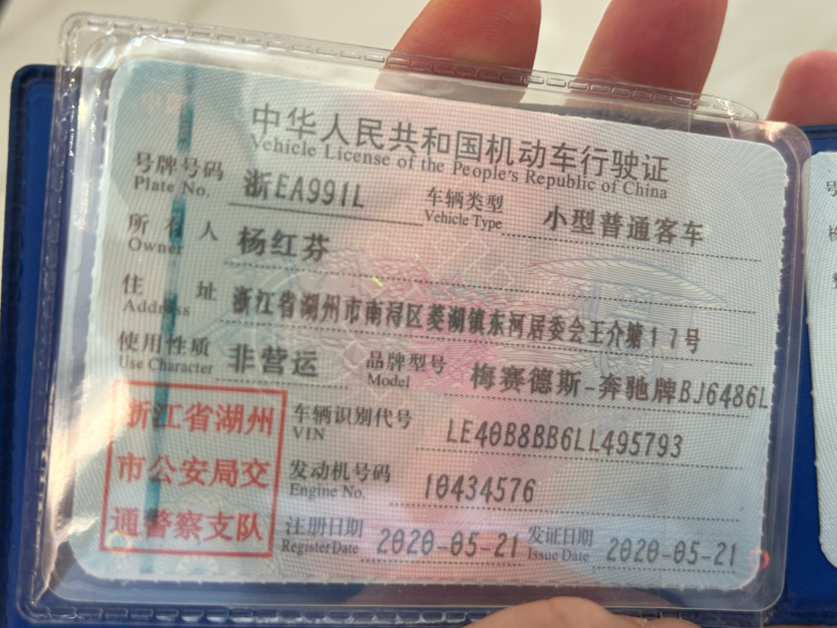 中华人民共和国机动车行驶证
Vehicle License of the People's Republic of China
号牌号码 浙EA991L 车辆类型 小型普通客车
Plate No. Vehicle Type
所有人 杨红芬
Owner
住址 浙江省湖州市南浔区菱湖镇东河居委会王介塘17号
Address
使用性质 非营运 品牌型号 梅赛德斯-奔驰牌BJ6486L
Use Character Model
浙江省湖州
市公安局交
通警察支队
车辆识别代号 LE40B8BB6LL495793
VIN
发动机号码 10434576
Engine No.
注册日期 2020-05-21 发证日期 2020-05-21
Register Date Issue Date
号